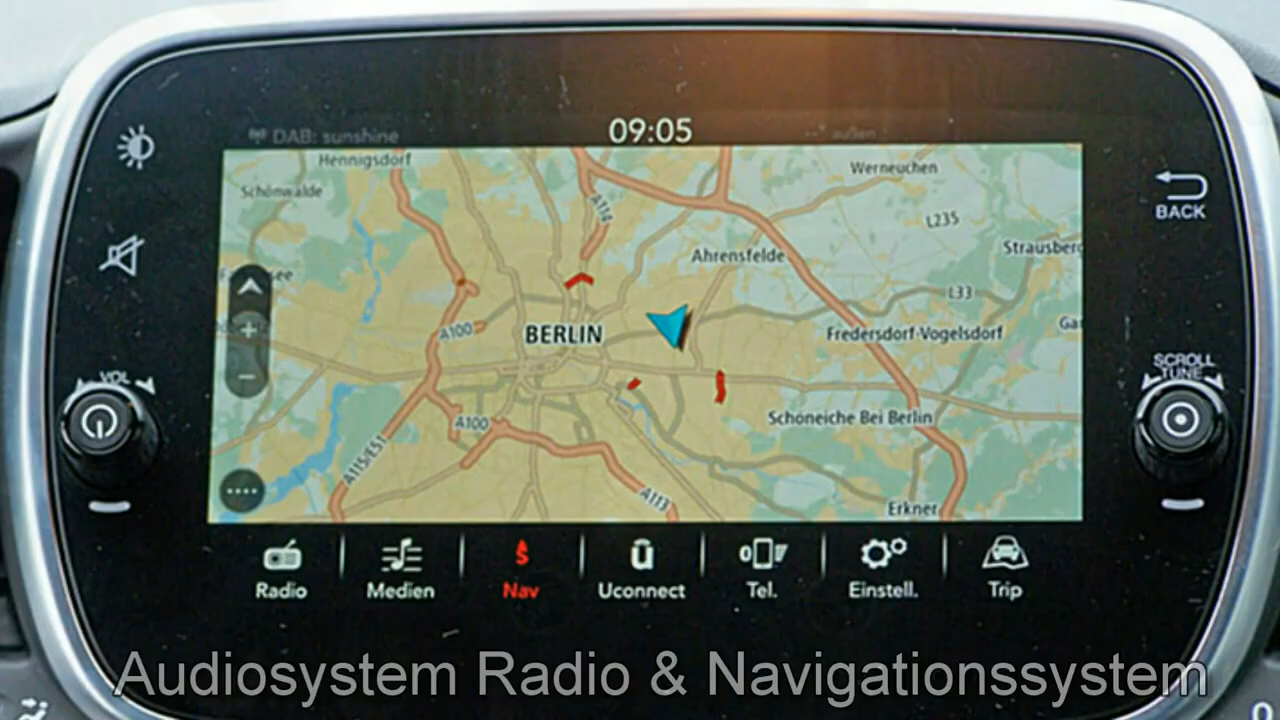 DAB: sunshine
09:05
außen
Hennigsdorf
Werneuchen
Schönwalde
A114
L235
BACK
Ahrensfelde
Strausberg
L33
A100
BERLIN
Fredersdorf-Vogelsdorf
VOL
SCROLL
TUNE
A100
Schöneiche Bei Berlin
A115/E51
A113
Erkner
Radio
Medien
Nav
Uconnect
Tel.
Einstell.
Trip
Audiosystem Radio & Navigationssystem